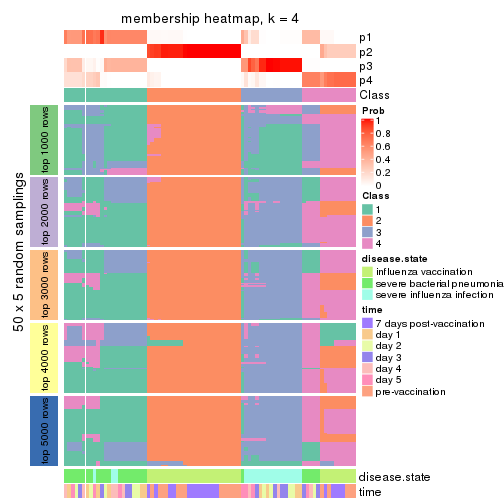 membership heatmap, k = 4
p1
p2
p3
p4
Class
50 x 5 random samplings
top 1000 rows
top 2000 rows
top 3000 rows
top 4000 rows
top 5000 rows
Prob
1
0.8
0.6
0.4
0.2
0
Class
1
2
3
4
disease.state
influenza vaccination
severe bacterial pneumonia
severe influenza infection
time
7 days post-vaccination
day 1
day 2
day 3
day 4
day 5
pre-vaccination
disease.state
time